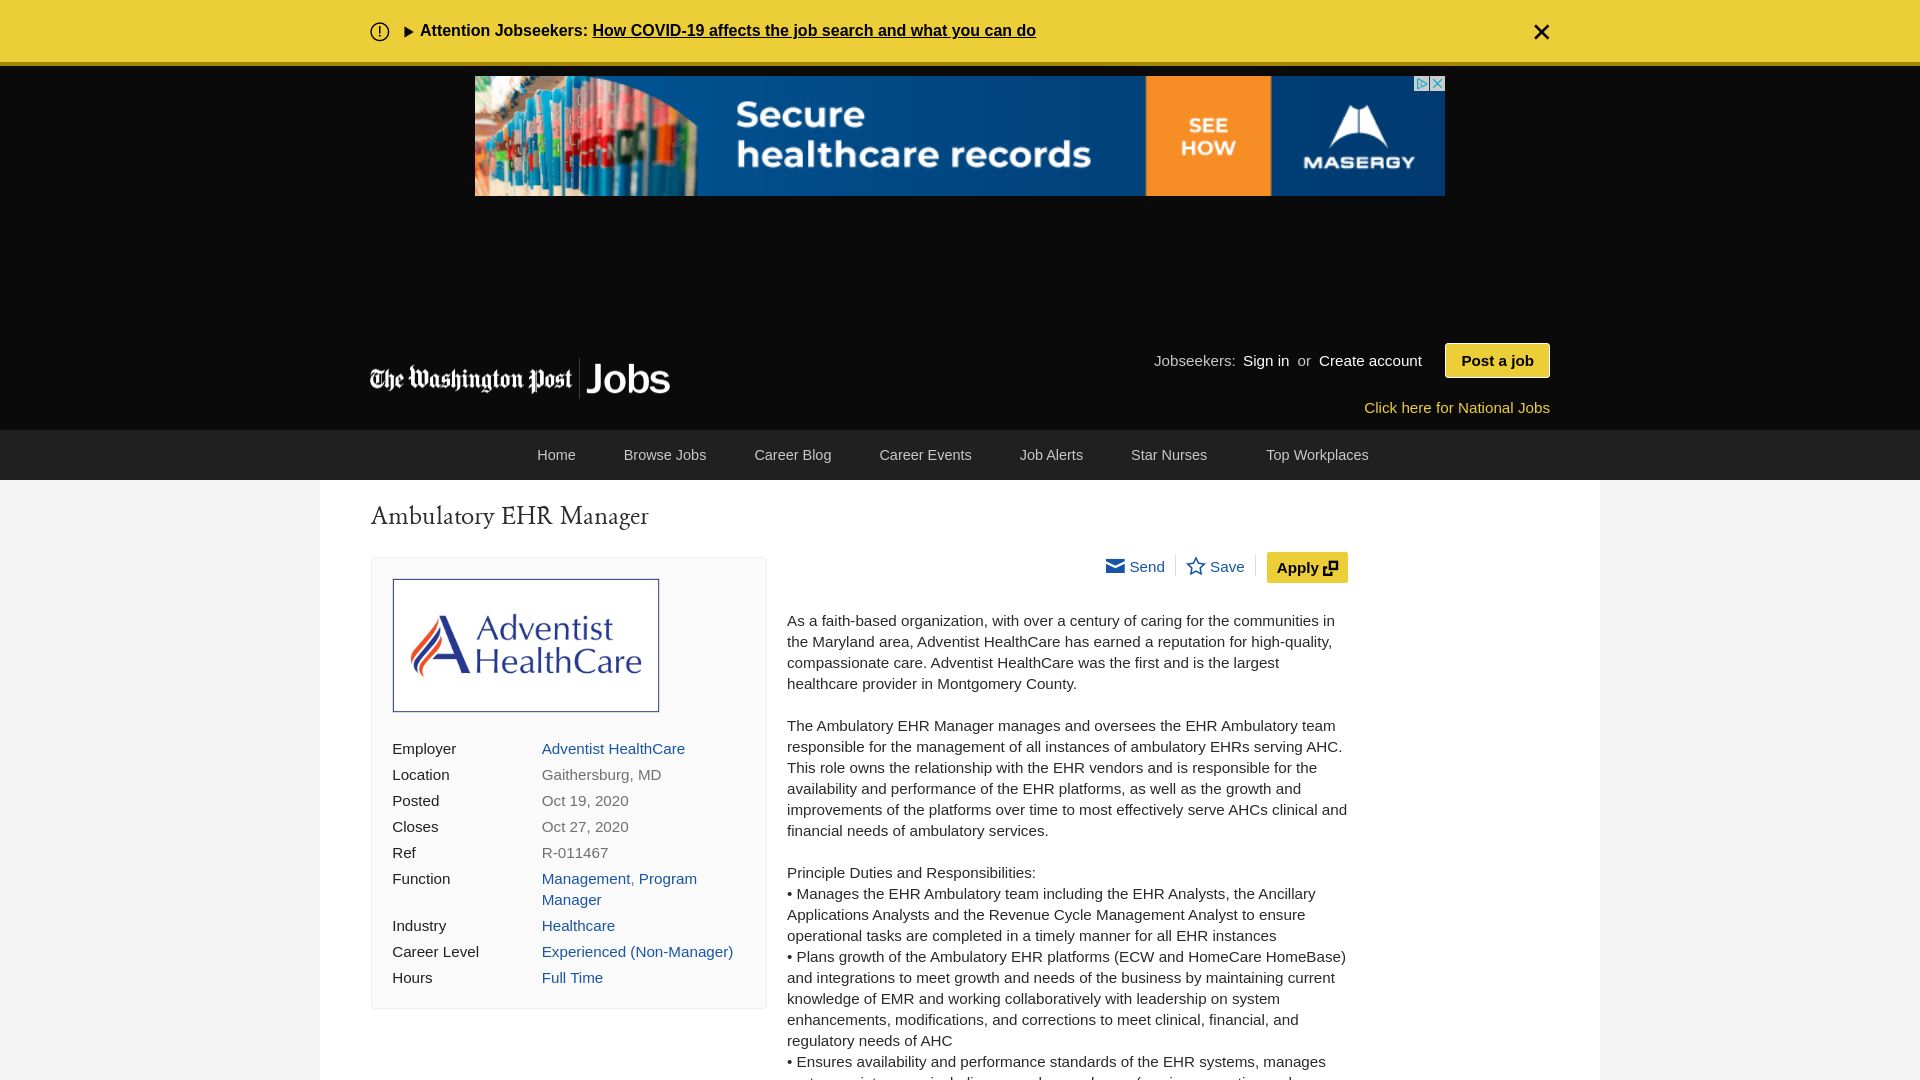 Attention Jobseekers: How COVID-19 affects the job search and what you can do
Secure
healthcare records
SEE
HOW
MASERGY
The Washington Post
Jobs
Jobseekers: Sign in or Create account
Post a job
Click here for National Jobs
Home
Browse Jobs
Career Blog
Career Events
Job Alerts
Star Nurses
Top Workplaces
Ambulatory EHR Manager
Adventist
HealthCare
Employer
Adventist HealthCare
Location
Gaithersburg, MD
Posted
Oct 19, 2020
Closes
Oct 27, 2020
Ref
R-011467
Function
Management, Program
Manager
Industry
Healthcare
Career Level
Experienced (Non-Manager)
Hours
Full Time
Send
Save
Apply
As a faith-based organization, with over a century of caring for the communities in
the Maryland area, Adventist HealthCare has earned a reputation for high-quality,
compassionate care. Adventist HealthCare was the first and is the largest
healthcare provider in Montgomery County.
The Ambulatory EHR Manager manages and oversees the EHR Ambulatory team
responsible for the management of all instances of ambulatory EHRs serving AHC.
This role owns the relationship with the EHR vendors and is responsible for the
availability and performance of the EHR platforms, as well as the growth and
improvements of the platforms over time to most effectively serve AHCs clinical and
financial needs of ambulatory services.
Principle Duties and Responsibilities:
• Manages the EHR Ambulatory team including the EHR Analysts, the Ancillary
Applications Analysts and the Revenue Cycle Management Analyst to ensure
operational tasks are completed in a timely manner for all EHR instances
• Plans growth of the Ambulatory EHR platforms (ECW and HomeCare HomeBase)
and integrations to meet growth and needs of the business by maintaining current
knowledge of EMR and working collaboratively with leadership on system
enhancements, modifications, and corrections to meet clinical, financial, and
regulatory needs of AHC
• Ensures availability and performance standards of the EHR systems, manages